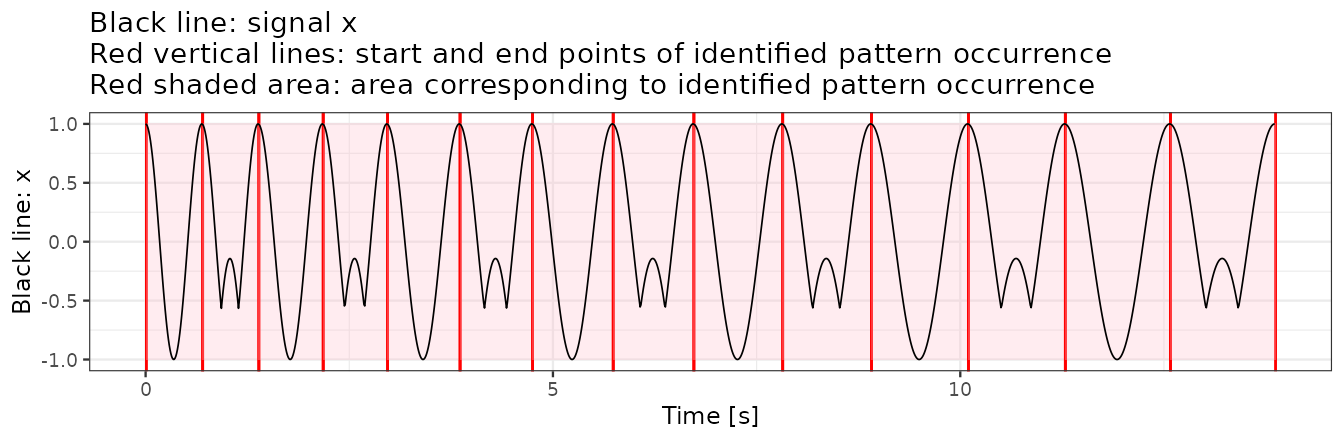 Black line: signal x
Red vertical lines: start and end points of identified pattern occurrence
Red shaded area: area corresponding to identified pattern occurrence
1.0
0.5
0.0
-0.5
-1.0
Black line: x
0 5 10
Time [s]